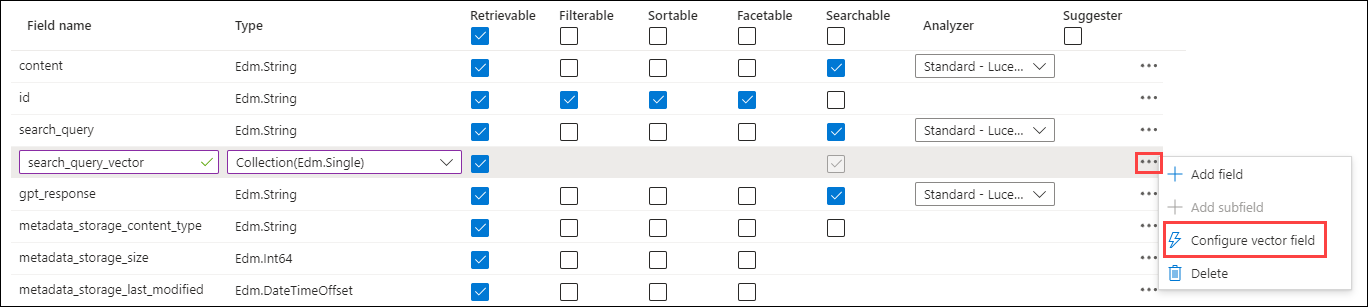 Field name Type Retrievable Filterable Sortable Facetable Searchable Analyzer Suggester
content Edm.String Standard - Luce...
id Edm.String
search_query Edm.String Standard - Luce...
search_query_vector Collection(Edm.Single)
Add field
gpt_response Edm.String Standard - Luce...
Add subfield
metadata_storage_content_type Edm.String
Configure vector field
metadata_storage_size Edm.Int64
Delete
metadata_storage_last_modified Edm.DateTimeOffset